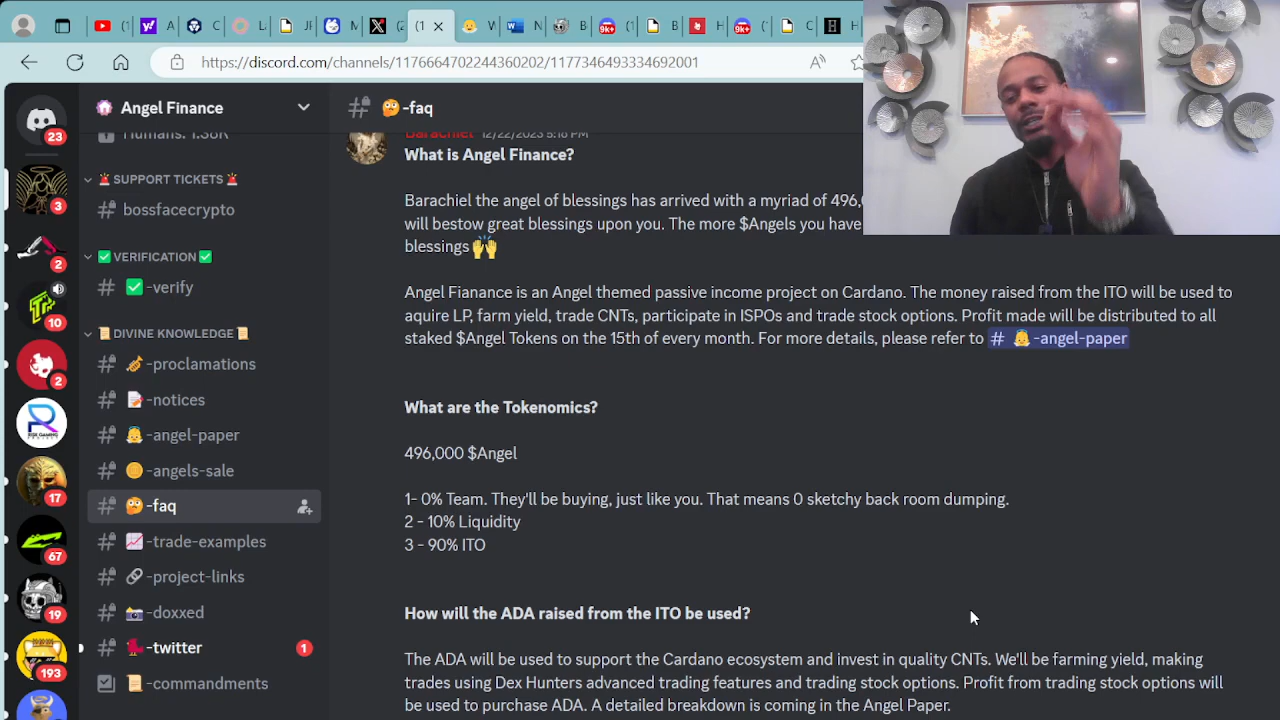 https://discord.com/channels/1176664702244360202/1177346493334692001
Angel Finance
-faq
Humans: 1.38K
SUPPORT TICKETS
bossfacecrypto
VERIFICATION
-verify
DIVINE KNOWLEDGE
-proclamations
-notices
-angel-paper
-angels-sale
-faq
-trade-examples
-project-links
-doxxed
-twitter
1
-commandments
23
3
2
10
2
17
67
19
193
Barachiel 12/22/2023 5:18 PM
What is Angel Finance?
Barachiel the angel of blessings has arrived with a myriad of 496,
will bestow great blessings upon you. The more $Angels you have
blessings
Angel Fianance is an Angel themed passive income project on Cardano. The money raised from the ITO will be used to
aquire LP, farm yield, trade CNTs, participate in ISPOs and trade stock options. Profit made will be distributed to all
staked $Angel Tokens on the 15th of every month. For more details, please refer to # -angel-paper
What are the Tokenomics?
496,000 $Angel
1- 0% Team. They'll be buying, just like you. That means 0 sketchy back room dumping.
2 - 10% Liquidity
3 - 90% ITO
How will the ADA raised from the ITO be used?
The ADA will be used to support the Cardano ecosystem and invest in quality CNTs. We'll be farming yield, making
trades using Dex Hunters advanced trading features and trading stock options. Profit from trading stock options will
be used to purchase ADA. A detailed breakdown is coming in the Angel Paper.